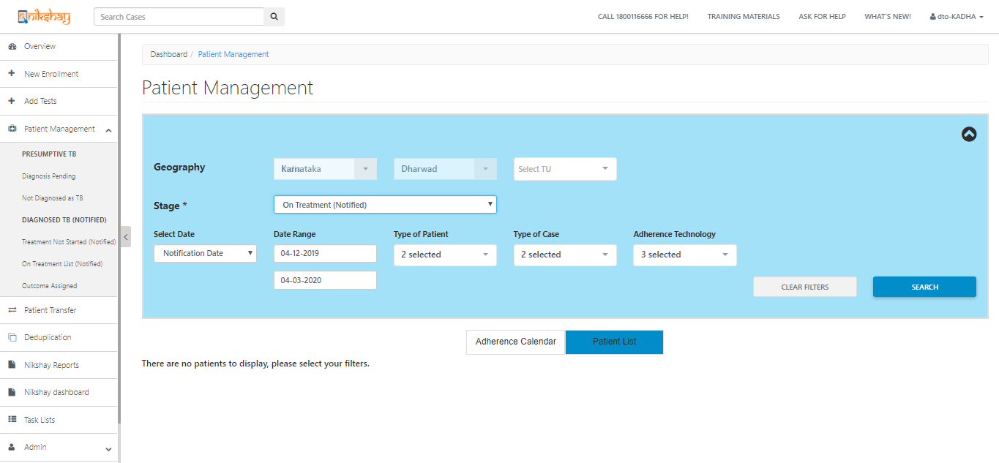 nikshay
Search Cases
CALL 1800116666 FOR HELP!
TRAINING MATERIALS
ASK FOR HELP
WHAT'S NEW!
dto-KADHA
Overview
New Enrollment
Add Tests
Patient Management
PRESUMPTIVE TB
Diagnosis Pending
Not Diagnosed as TB
DIAGNOSED TB (NOTIFIED)
Treatment Not Started (Notified)
On Treatment List (Notified)
Outcome Assigned
Patient Transfer
Deduplication
Nikshay Reports
Nikshay dashboard
Task Lists
Admin
Dashboard / Patient Management
Patient Management
Geography
Karnataka
Dharwad
Select TU
Stage *
On Treatment (Notified)
Select Date
Date Range
Type of Patient
Type of Case
Adherence Technology
Notification Date
04-12-2019
2 selected
2 selected
3 selected
04-03-2020
CLEAR FILTERS
SEARCH
Adherence Calendar
Patient List
There are no patients to display, please select your filters.